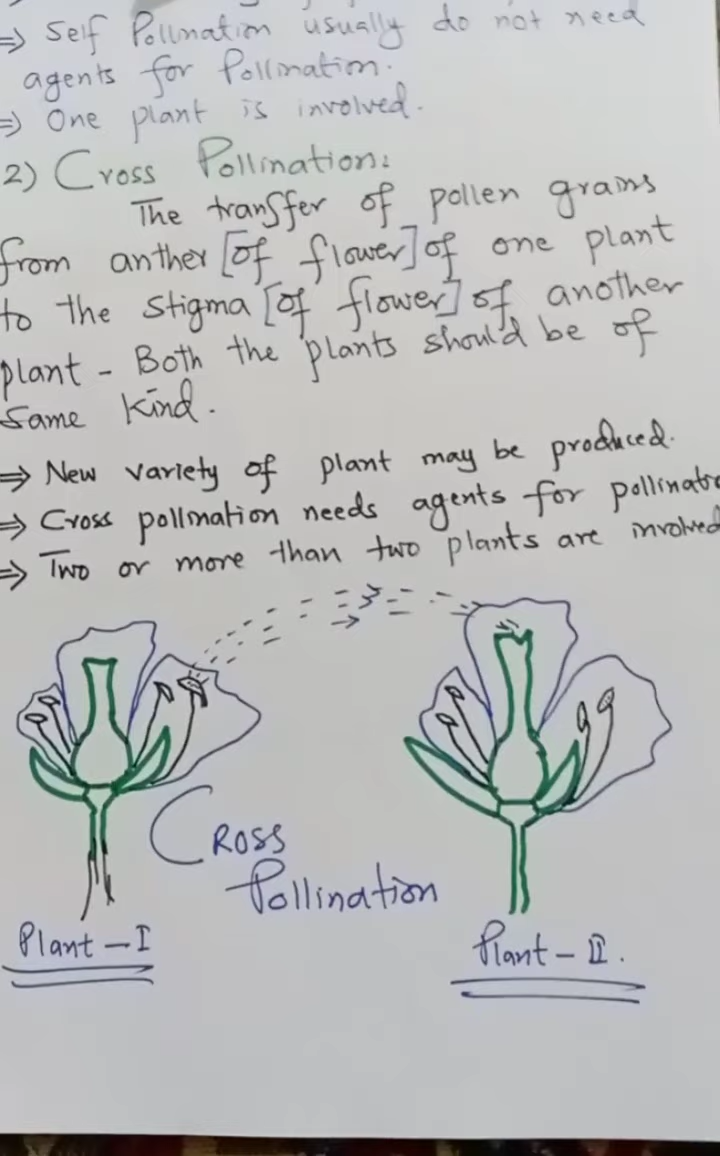 ⇒ Self Pollination usually do not need
agents for Pollination.
⇒ One plant is involved.
2) Cross Pollination:
The transfer of pollen grains
from anther [of flower] of one plant
to the stigma [of flower] of another
plant - Both the plants should be of
Same kind.
⇒ New variety of plant may be produced.
⇒ Cross pollination needs agents for pollinatio
⇒ Two or more than two plants are involved
Cross
Pollination
Plant - I
Plant - II.